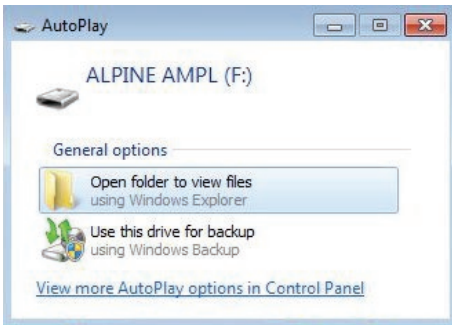 AutoPlay
ALPINE AMPL (F:)
General options
Open folder to view files
using Windows Explorer
Use this drive for backup
using Windows Backup
View more AutoPlay options in Control Panel